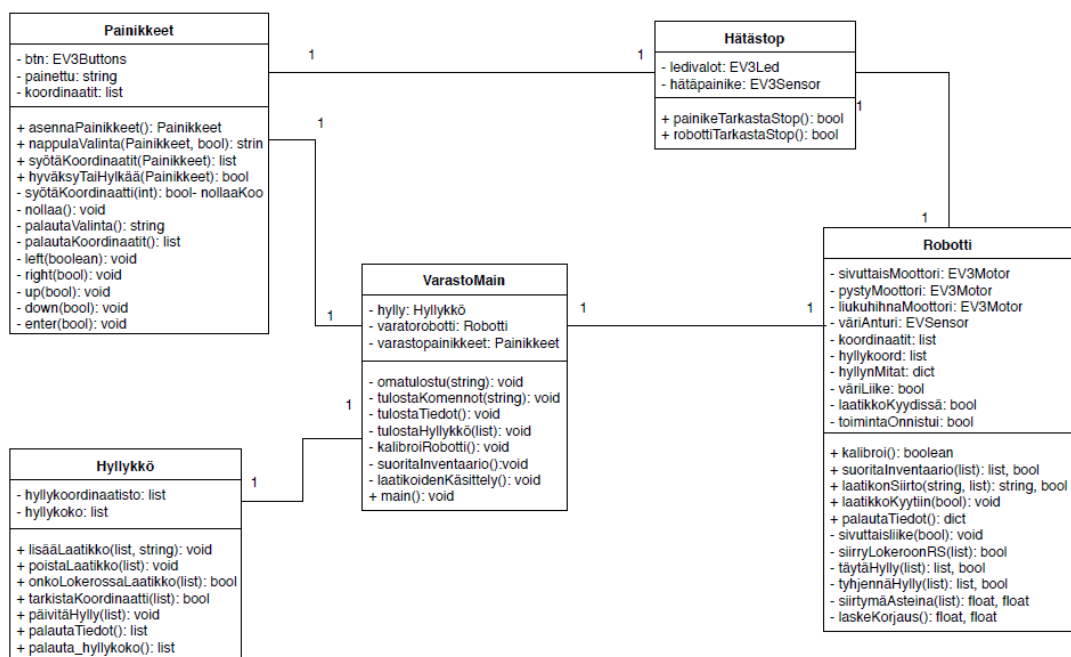 Painikkeet
- btn: EV3Buttons
- painettu: string
- koordinaatit: list
+ asennaPainikkeet(): Painikkeet
+ nappulaValinta(Painikkeet, bool): strin
+ syötäKoordinaatit(Painikkeet): list
+ hyväksyTaiHylkää(Painikkeet): bool
- syötäKoordinaatti(int): bool- nollaaKoo
- nollaa(): void
- palautaValinta(): string
- palautaKoordinaatit(): list
- left(boolean): void
- right(bool): void
- up(bool): void
- down(bool): void
- enter(bool): void
1
1
Hätästop
- ledivalot: EV3Led
- hätäpainike: EV3Sensor
+ painikeTarkastaStop(): bool
+ robottiTarkastaStop(): bool
1
1
1
1
VarastoMain
- hylly: Hyllykkö
- varatorobotti: Robotti
- varastopainikkeet: Painikkeet
- omatulostu(string): void
- tulostaKomennot(string): void
- tulostaTiedot(): void
- tulostaHyllykkö(list): void
- kalibroiRobotti(): void
- suoritaInventaario():void
- laatikoidenKäsittely(): void
+ main(): void
1
1
Robotti
- sivuttaisMoottori: EV3Motor
- pystyMoottori: EV3Motor
- liukuhihnaMoottori: EV3Motor
- väriAnturi: EVSensor
- koordinaatit: list
- hyllykoord: list
- hyllynMitat: dict
- väriLiike: bool
- laatikkoKyydissä: bool
- toimintaOnnistui: bool
+ kalibroi(): boolean
+ suoritaInventaario(list): list, bool
+ laatikonSiirto(string, list): string, bool
+ laatikkoKyytiin(bool): void
+ palautaTiedot(): dict
- sivuttaisliike(bool): void
- siirryLokeroonRS(list): bool
- täytäHylly(list): list, bool
- tyhjennäHylly(list): list, bool
- siirtymäAsteina(list): float, float
- laskeKorjaus(): float, float
1
1
Hyllykkö
- hyllykoordinaatisto: list
- hyllykoko: list
+ lisääLaatikko(list, string): void
+ poistaLaatikko(list): void
+ onkoLokerossaLaatikko(list): bool
+ tarkistaKoordinaatti(list): bool
+ päivitäHylly(list): void
+ palautaTiedot(): list
+ palauta_hyllykoko(): list